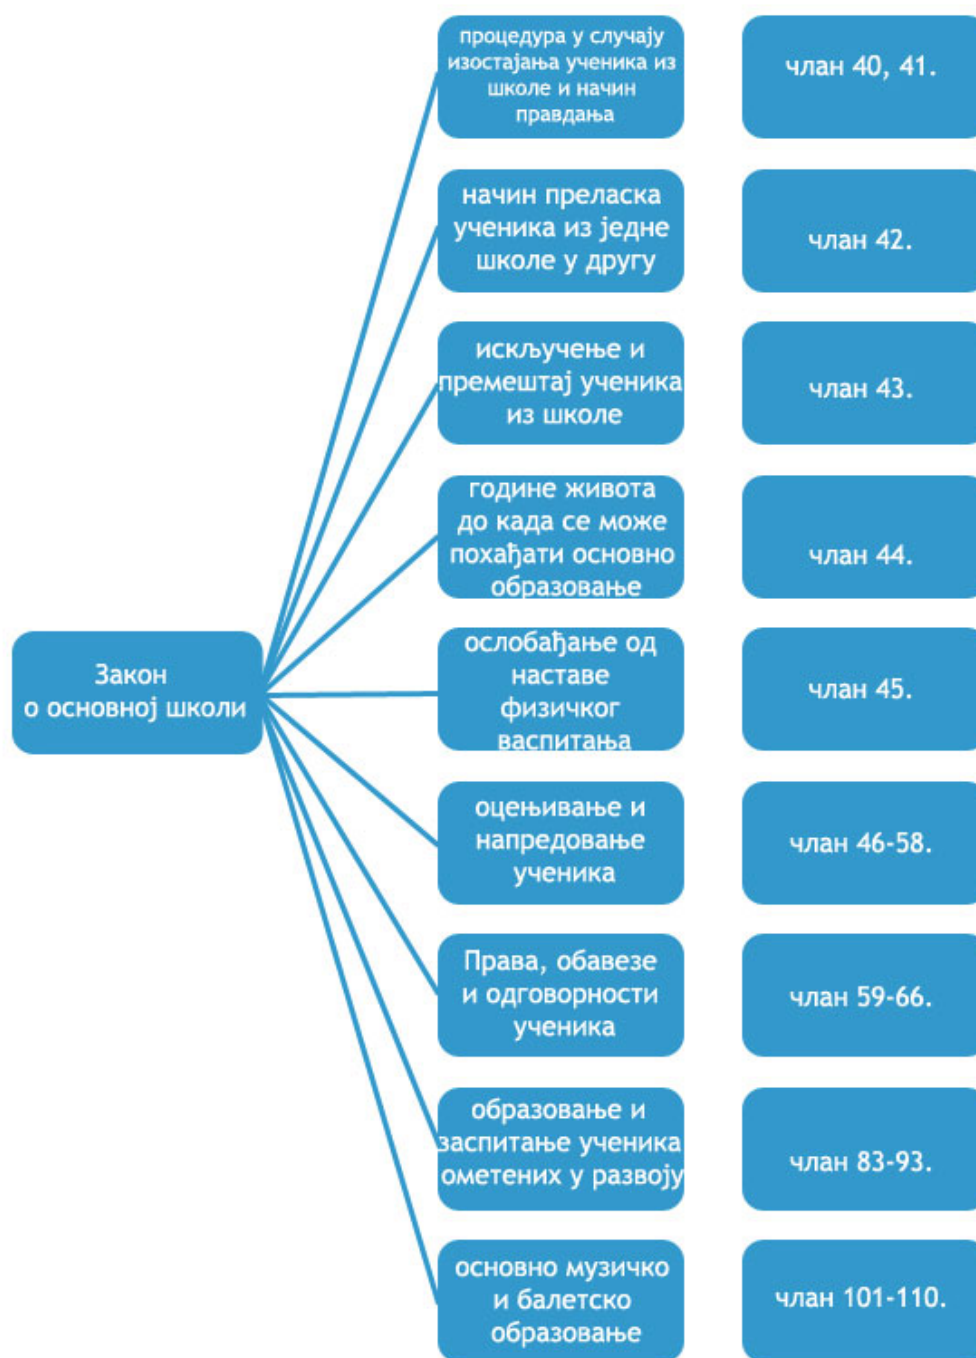 процедура у случају
изостајања ученика из
школе и начин
правдања
члан 40, 41.
начин преласка
ученика из једне
школе у другу
члан 42.
искључење и
премештај ученика
из школе
члан 43.
године живота
до када се може
похађати основно
образовање
члан 44.
Закон
о основној школи
ослобађање од
наставе
физичког
васпитања
члан 45.
оцењивање и
напредовање
ученика
члан 46-58.
Права, обавезе
и одговорности
ученика
члан 59-66.
образовање и
заспитање ученика
ометених у развоју
члан 83-93.
основно музичко
и балетско
образовање
члан 101-110.